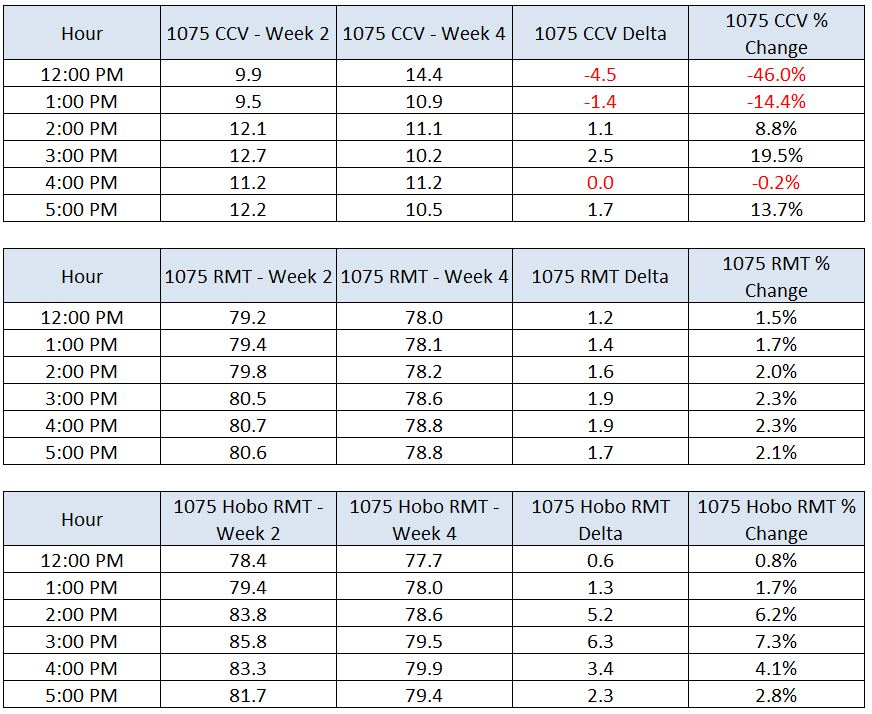 Hour 1075 CCV - Week 2 1075 CCV - Week 4 1075 CCV Delta 1075 CCV % Change
12:00 PM 9.9 14.4 -4.5 -46.0%
1:00 PM 9.5 10.9 -1.4 -14.4%
2:00 PM 12.1 11.1 1.1 8.8%
3:00 PM 12.7 10.2 2.5 19.5%
4:00 PM 11.2 11.2 0.0 -0.2%
5:00 PM 12.2 10.5 1.7 13.7%
Hour 1075 RMT - Week 2 1075 RMT - Week 4 1075 RMT Delta 1075 RMT % Change
12:00 PM 79.2 78.0 1.2 1.5%
1:00 PM 79.4 78.1 1.4 1.7%
2:00 PM 79.8 78.2 1.6 2.0%
3:00 PM 80.5 78.6 1.9 2.3%
4:00 PM 80.7 78.8 1.9 2.3%
5:00 PM 80.6 78.8 1.7 2.1%
Hour 1075 Hobo RMT - Week 2 1075 Hobo RMT - Week 4 1075 Hobo RMT Delta 1075 Hobo RMT % Change
12:00 PM 78.4 77.7 0.6 0.8%
1:00 PM 79.4 78.0 1.3 1.7%
2:00 PM 83.8 78.6 5.2 6.2%
3:00 PM 85.8 79.5 6.3 7.3%
4:00 PM 83.3 79.9 3.4 4.1%
5:00 PM 81.7 79.4 2.3 2.8%